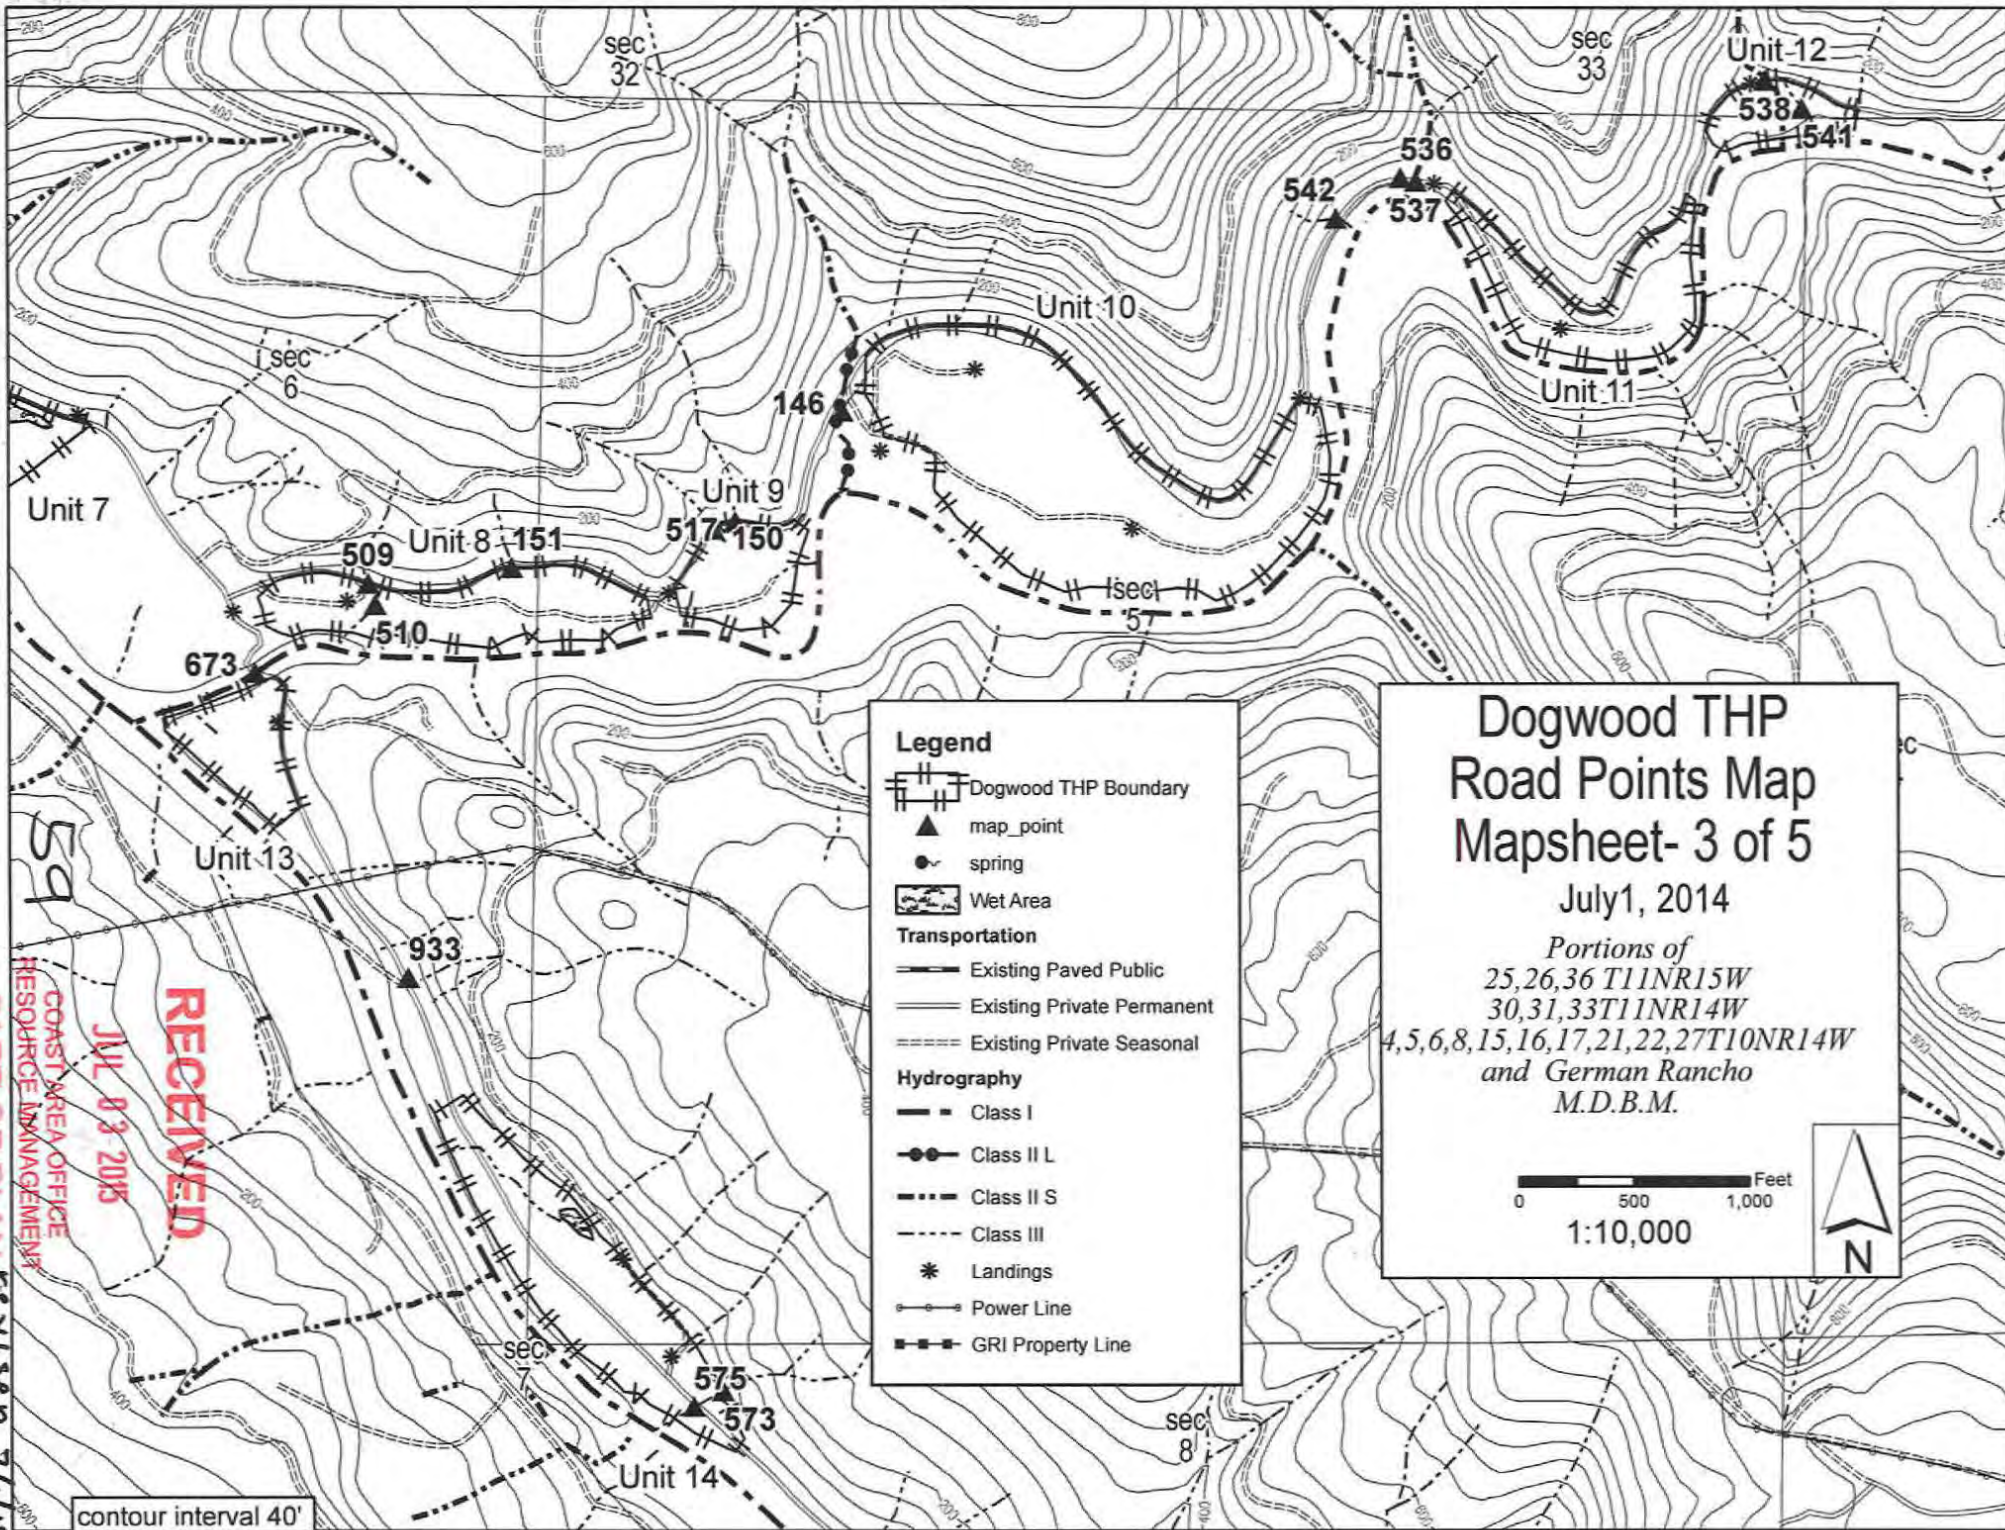 sec
32
sec
33
Unit 12
538
541
536
542
537
Unit 10
sec
6
Unit 11
146
Unit 7
Unit 9
517
150
Unit 8
151
509
510
sec
5
673
Unit 13
933
59
RECEIVED
JUL 03 2015
COAST AREA OFFICE
RESOURCE MANAGEMENT
sec
7
575
573
Unit 14
sec
8
contour interval 40'
Legend
Dogwood THP Boundary
map_point
spring
Wet Area
Transportation
Existing Paved Public
Existing Private Permanent
Existing Private Seasonal
Hydrography
Class I
Class II L
Class II S
Class III
Landings
Power Line
GRI Property Line
Dogwood THP
Road Points Map
Mapsheet- 3 of 5
July1, 2014
Portions of
25,26,36 T11NR15W
30,31,33T11NR14W
4,5,6,8,15,16,17,21,22,27T10NR14W
and German Rancho
M.D.B.M.
Feet
0 500 1,000
1:10,000
N